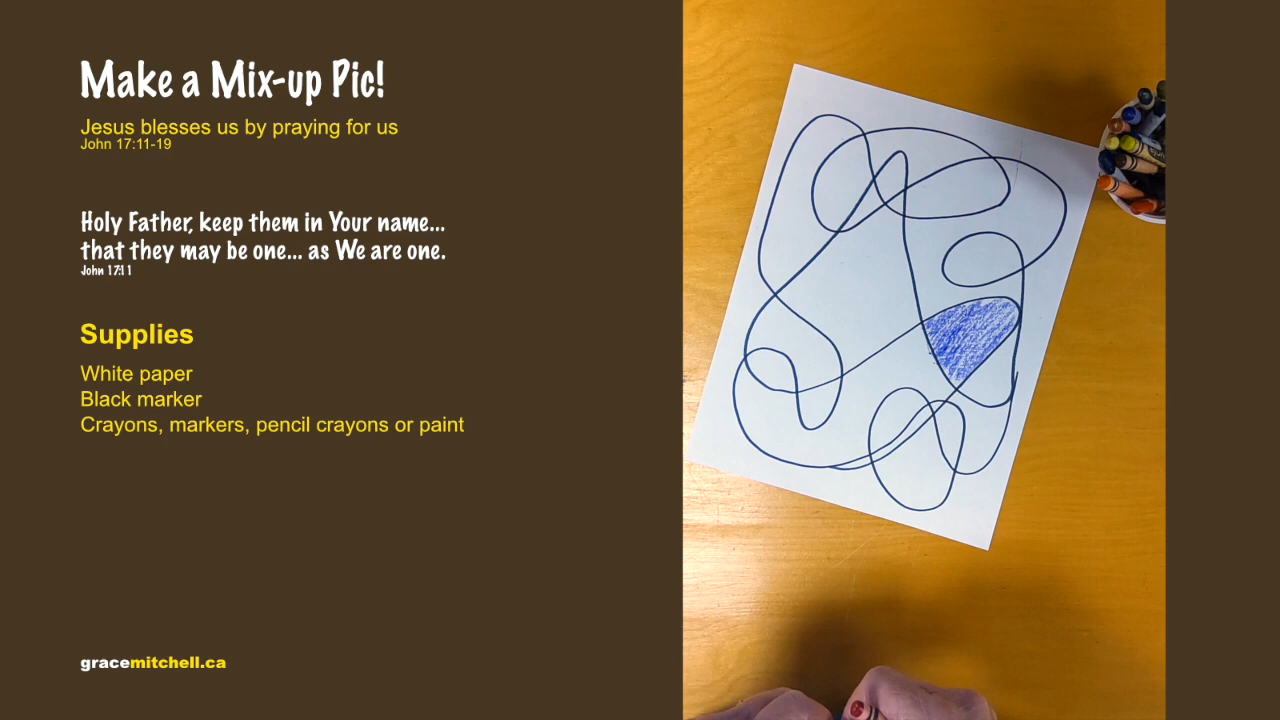 Make a Mix-up Pic!
Jesus blesses us by praying for us
John 17:11-19
Holy Father, keep them in Your name...
that they may be one... as We are one.
John 17:11
Supplies
White paper
Black marker
Crayons, markers, pencil crayons or paint
gracemitchell.ca